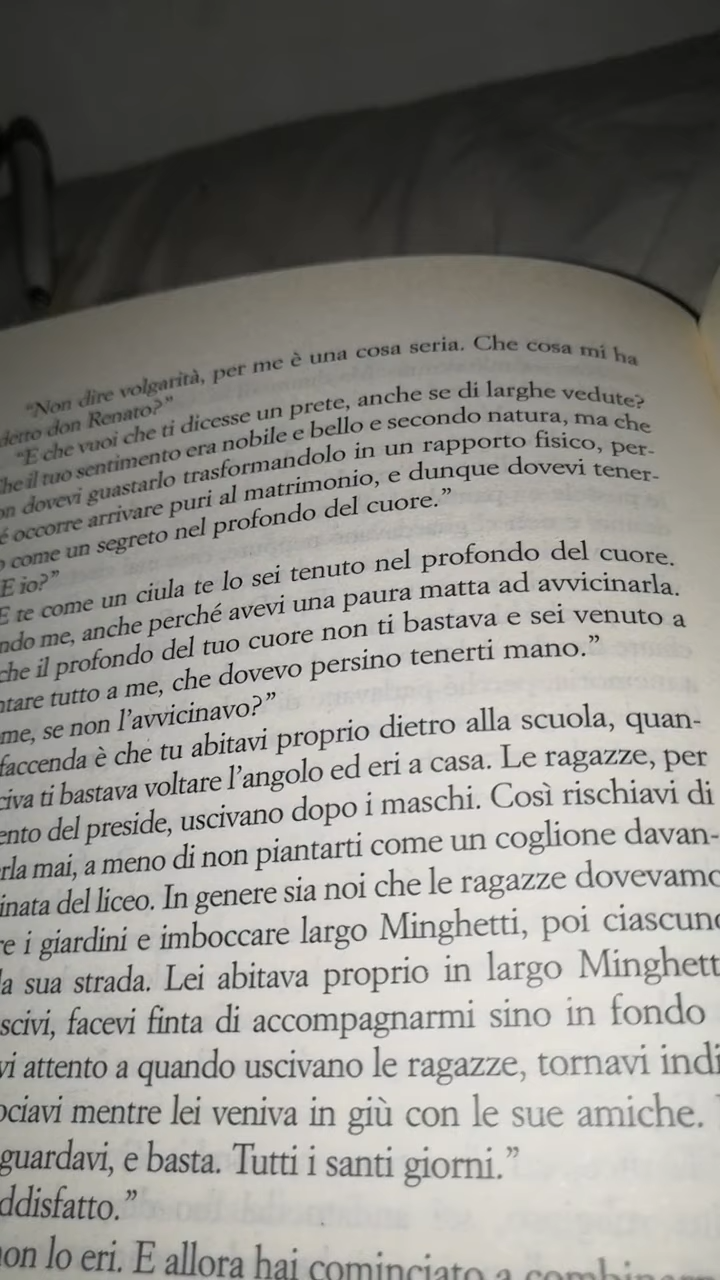 “Non dire volgarità, per me è una cosa seria. Che cosa mi ha
detto don Renato?”
“E che vuoi che ti dicesse un prete, anche se di larghe vedute?
he il tuo sentimento era nobile e bello e secondo natura, ma che
on dovevi guastarlo trasformandolo in un rapporto fisico, per-
é occorre arrivare puri al matrimonio, e dunque dovevi tener-
o come un segreto nel profondo del cuore.”
E io?”
E te come un ciula te lo sei tenuto nel profondo del cuore.
ndo me, anche perché avevi una paura matta ad avvicinarla.
che il profondo del tuo cuore non ti bastava e sei venuto a
ntare tutto a me, che dovevo persino tenerti mano.”
me, se non l’avvicinavo?”
faccenda è che tu abitavi proprio dietro alla scuola, quan-
civa ti bastava voltare l’angolo ed eri a casa. Le ragazze, per
ento del preside, uscivano dopo i maschi. Così rischiavi di
rla mai, a meno di non piantarti come un coglione davan-
inata del liceo. In genere sia noi che le ragazze dovevamo
re i giardini e imboccare largo Minghetti, poi ciascuno
la sua strada. Lei abitava proprio in largo Minghett
scivi, facevi finta di accompagnarmi sino in fondo
vi attento a quando uscivano le ragazze, tornavi indi
ociavi mentre lei veniva in giù con le sue amiche.
guardavi, e basta. Tutti i santi giorni.”
ddisfatto.”
non lo eri. E allora hai cominciato a